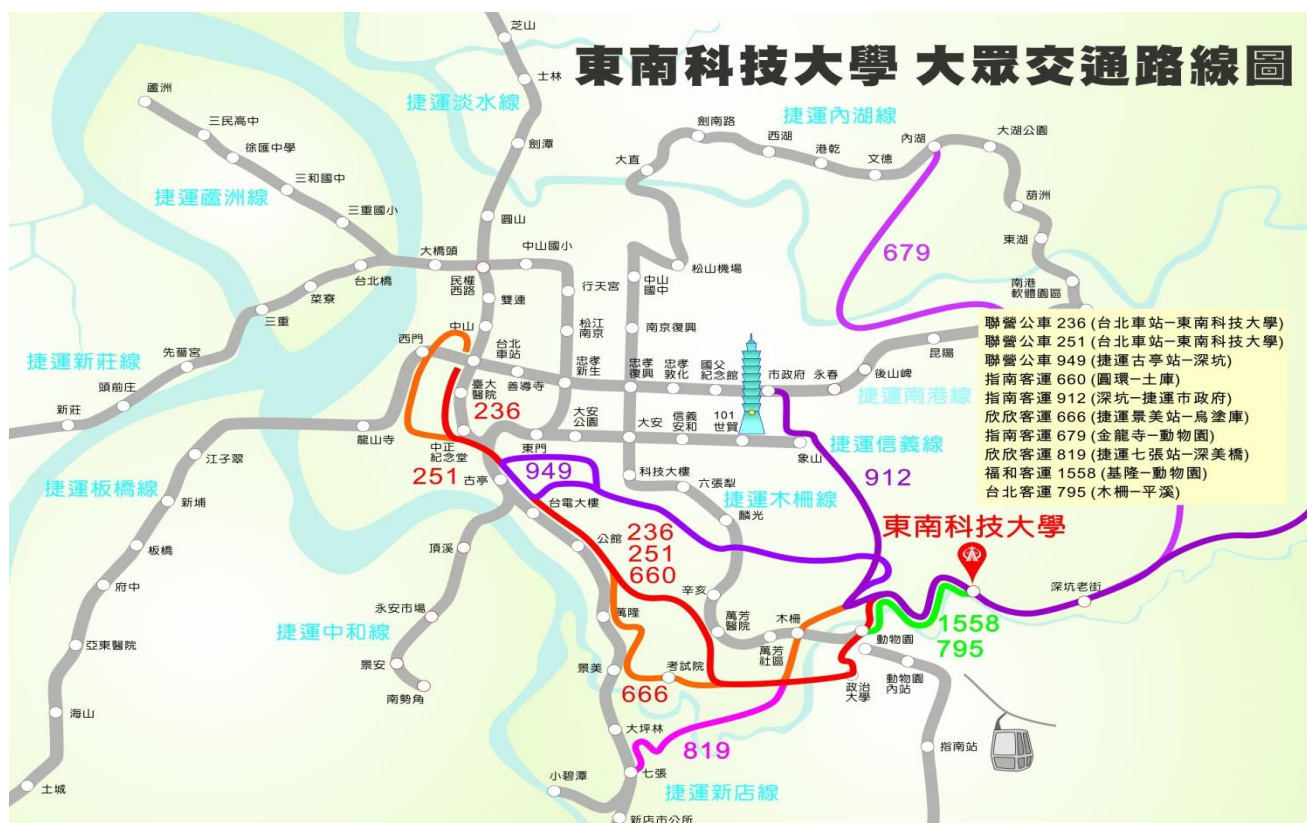 東南科技大學 大眾交通路線圖
芝山
士林
捷運淡水線
劍潭
圓山
蘆洲
三民高中
徐匯中學
三和國中
捷運蘆洲線
三重國小
台北橋
菜寮
三重
先嗇宮
捷運新莊線
頭前庄
新莊
大橋頭
民權
西路
中山國小
雙連
行天宮
中山
松江
南京
西門
台北
車站
善導寺
忠孝
新生
臺大
醫院
236
中正
紀念堂
251
龍山寺
江子翠
捷運板橋線
新埔
板橋
府中
亞東醫院
海山
土城
捷運內湖線
劍南路
西湖
港乾
文德
內湖
大湖公園
葫洲
東湖
南港
軟體園區
大直
松山機場
中山
國中
南京復興
679
忠孝
復興
忠孝
敦化
國父
紀念館
市政府
永春
後山崥
昆陽
捷運南港線
大安
公園
東門
大安
信義
安和
101
世貿
象山
捷運信義線
912
949
古亭
台電大樓
科技大樓
六張犁
捷運木柵線
麟光
公館
236
251
660
辛亥
萬芳
醫院
萬芳
社區
木柵
動物園
動物園
內站
政治
大學
指南站
頂溪
永安市場
捷運中和線
景安
南勢角
萬隆
景美
考試院
666
大坪林
819
七張
小碧潭
捷運新店線
新店市公所
東南科技大學
深坑老街
1558
795
聯營公車 236 (台北車站–東南科技大學)
聯營公車 251 (台北車站–東南科技大學)
聯營公車 949 (捷運古亭站–深坑)
指南客運 660 (圓環–土庫)
指南客運 912 (深坑–捷運市政府)
欣欣客運 666 (捷運景美站–烏塗庫)
指南客運 679 (金龍寺–動物園)
欣欣客運 819 (捷運七張站–深美橋)
福和客運 1558 (基隆–動物園)
台北客運 795 (木柵–平溪)